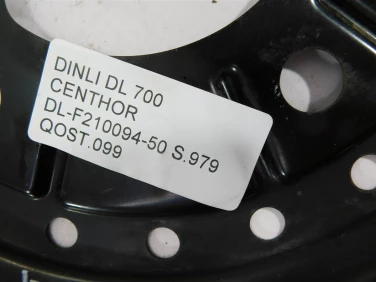 DINLI DL 700
CENTHOR
DL-F210094-50 S.979
QOST.099